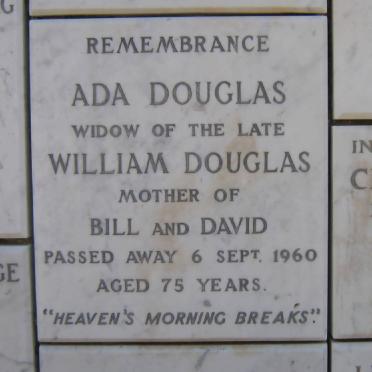 REMEMBRANCE
ADA DOUGLAS
WIDOW OF THE LATE
WILLIAM DOUGLAS
MOTHER OF
BILL AND DAVID
PASSED AWAY 6 SEPT. 1960
AGED 75 YEARS.
"HEAVEN'S MORNING BREAKS".